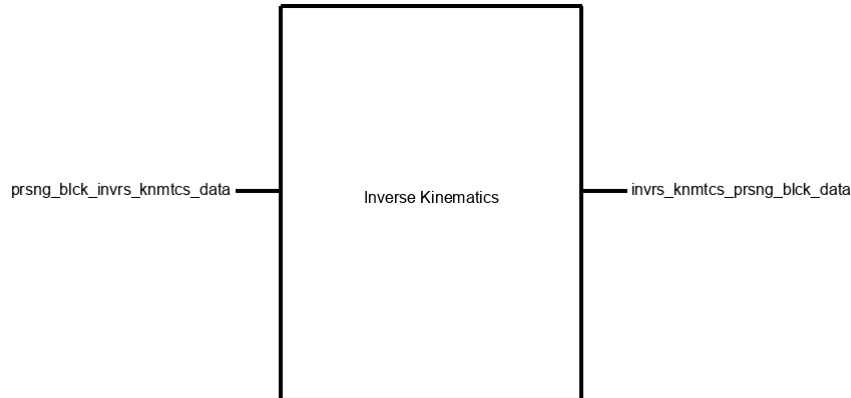 prsng_blck_invrs_knmtcs_data
Inverse Kinematics
invrs_knmtcs_prsng_blck_data